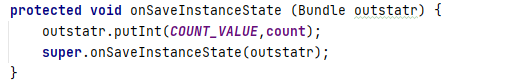 protected void onSaveInstanceState (Bundle outstatr) {
    outstatr.putInt(COUNT_VALUE,count);
    super.onSaveInstanceState(outstatr);
}